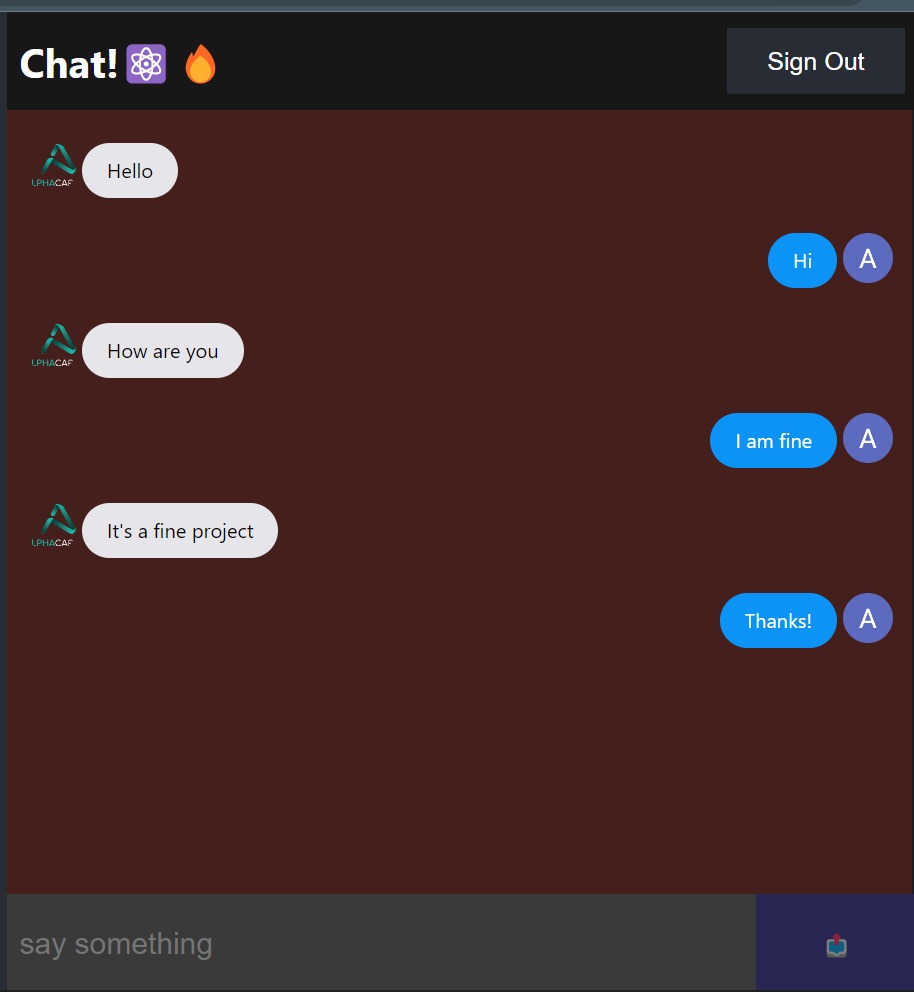 Chat!⚛️🔥
Sign Out
Hello
LPHACAF
Hi
A
How are you
LPHACAF
I am fine
A
It's a fine project
LPHACAF
Thanks!
A
say something